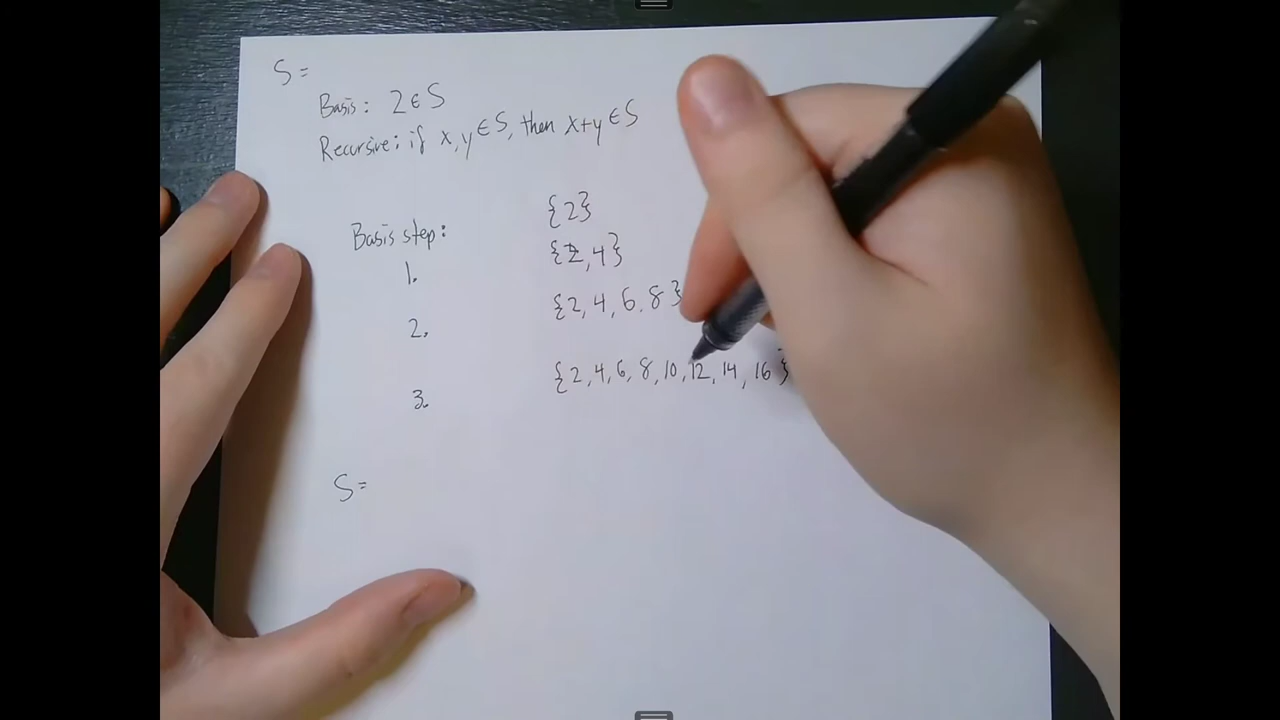 S =
Basis: 2 ∈ S
Recursive: if x, y ∈ S, then x+y ∈ S
{2}
Basis step:
{2, 4}
1.
{2, 4, 6, 8}
2.
{2, 4, 6, 8, 10, 12, 14, 16}
3.
S =